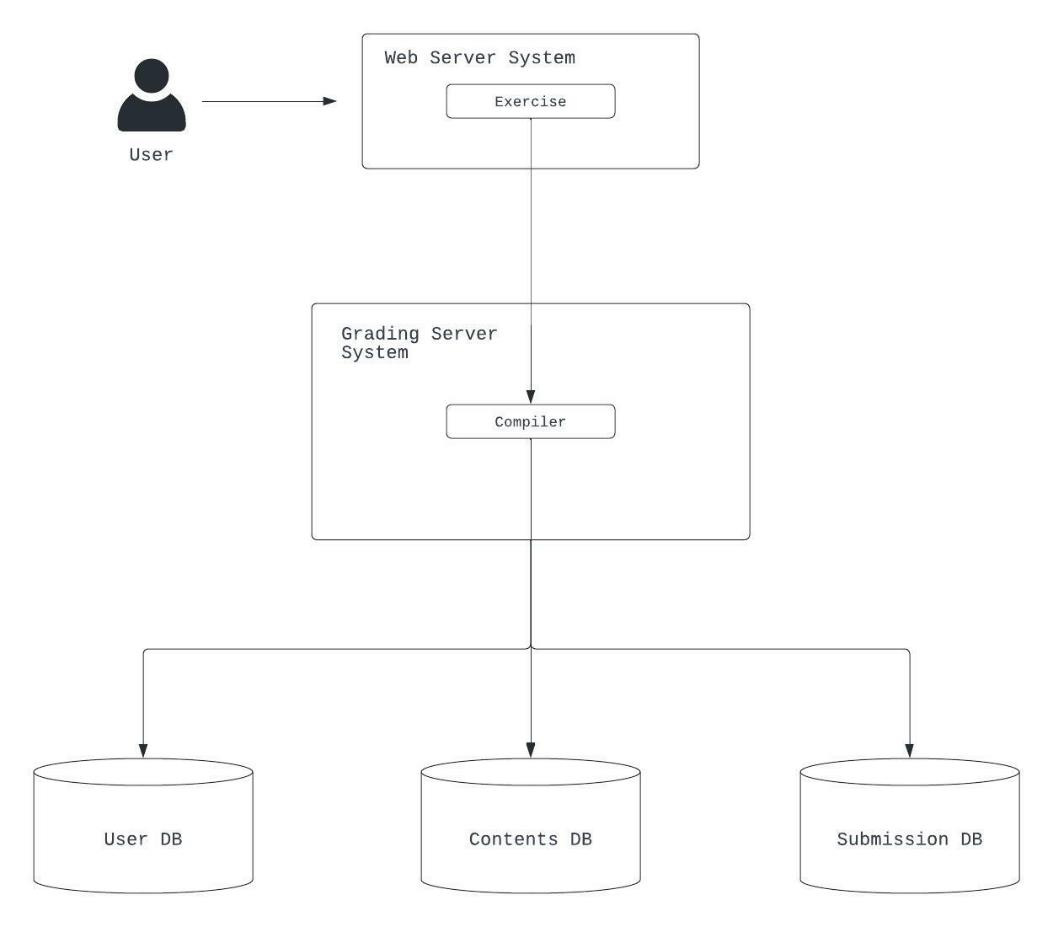 Web Server System
Exercise
User
Grading Server
System
Compiler
User DB
Contents DB
Submission DB